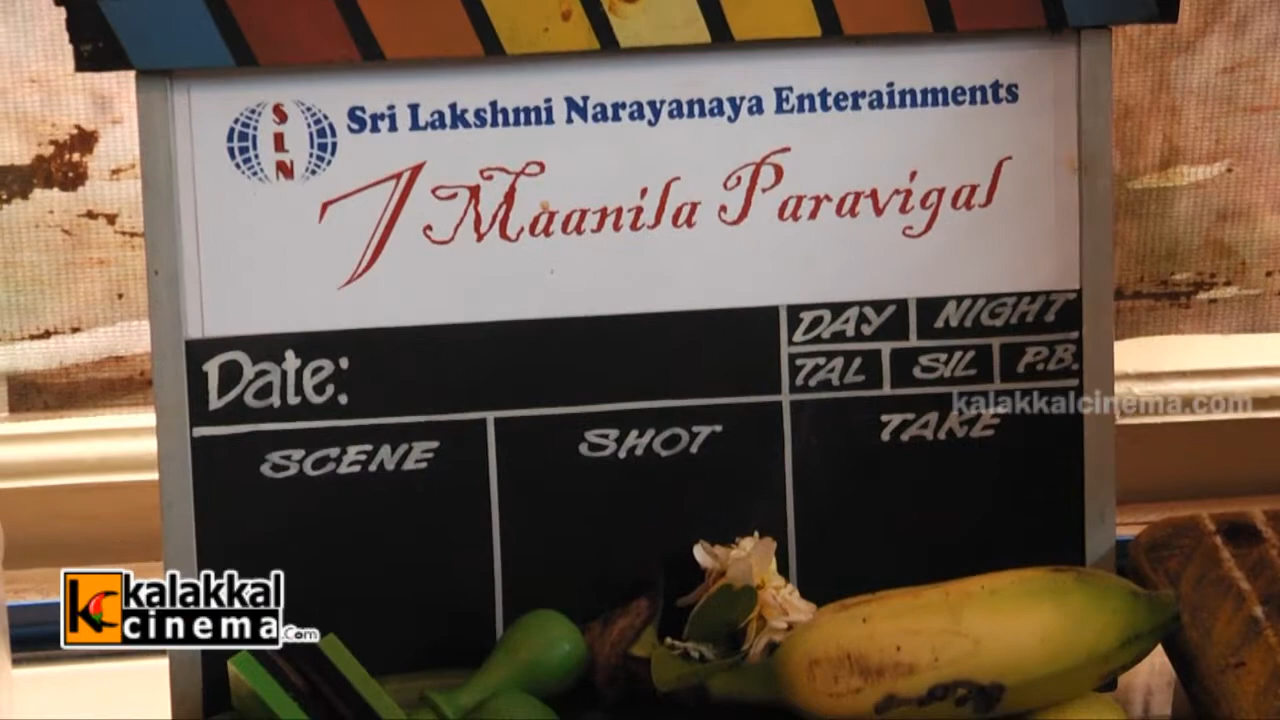 SLN
Sri Lakshmi Narayanaya Enterainments
7 Maanila Paravigal
Date:
DAY NIGHT
TAL SIL P.B.
SCENE SHOT TAKE
kalakkalcinema.com
kc kalakkal
cinema.Com